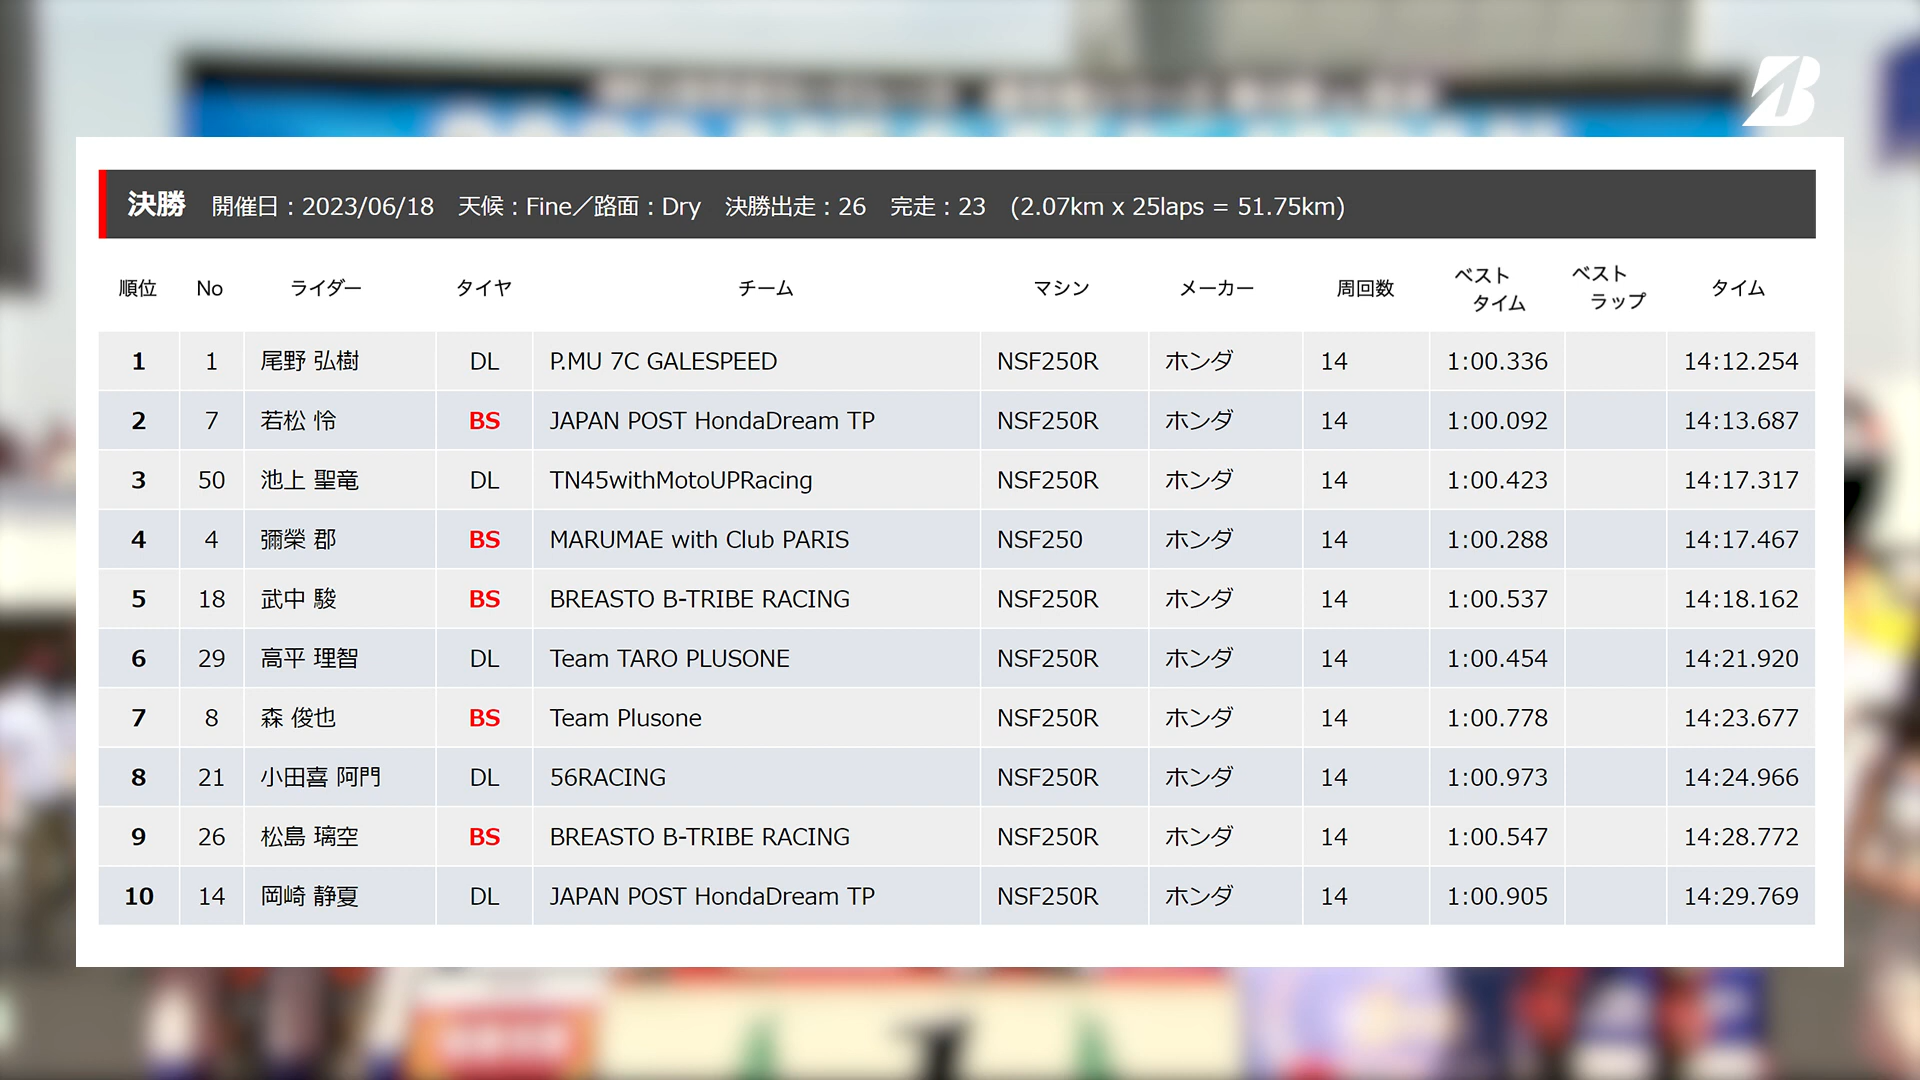 決勝 開催日：2023/06/18 天候：Fine／路面：Dry 決勝出走：26 完走：23 (2.07km x 25laps = 51.75km)
順位 No ライダー タイヤ チーム マシン メーカー 周回数 ベストタイム ベストラップ タイム
1 1 尾野 弘樹 DL P.MU 7C GALESPEED NSF250R ホンダ 14 1:00.336 14:12.254
2 7 若松 怜 BS JAPAN POST HondaDream TP NSF250R ホンダ 14 1:00.092 14:13.687
3 50 池上 聖竜 DL TN45withMotoUPRacing NSF250R ホンダ 14 1:00.423 14:17.317
4 4 彌榮 郡 BS MARUMAE with Club PARIS NSF250 ホンダ 14 1:00.288 14:17.467
5 18 武中 駿 BS BREASTO B-TRIBE RACING NSF250R ホンダ 14 1:00.537 14:18.162
6 29 高平 理智 DL Team TARO PLUSONE NSF250R ホンダ 14 1:00.454 14:21.920
7 8 森 俊也 BS Team Plusone NSF250R ホンダ 14 1:00.778 14:23.677
8 21 小田喜 阿門 DL 56RACING NSF250R ホンダ 14 1:00.973 14:24.966
9 26 松島 璃空 BS BREASTO B-TRIBE RACING NSF250R ホンダ 14 1:00.547 14:28.772
10 14 岡崎 静夏 DL JAPAN POST HondaDream TP NSF250R ホンダ 14 1:00.905 14:29.769